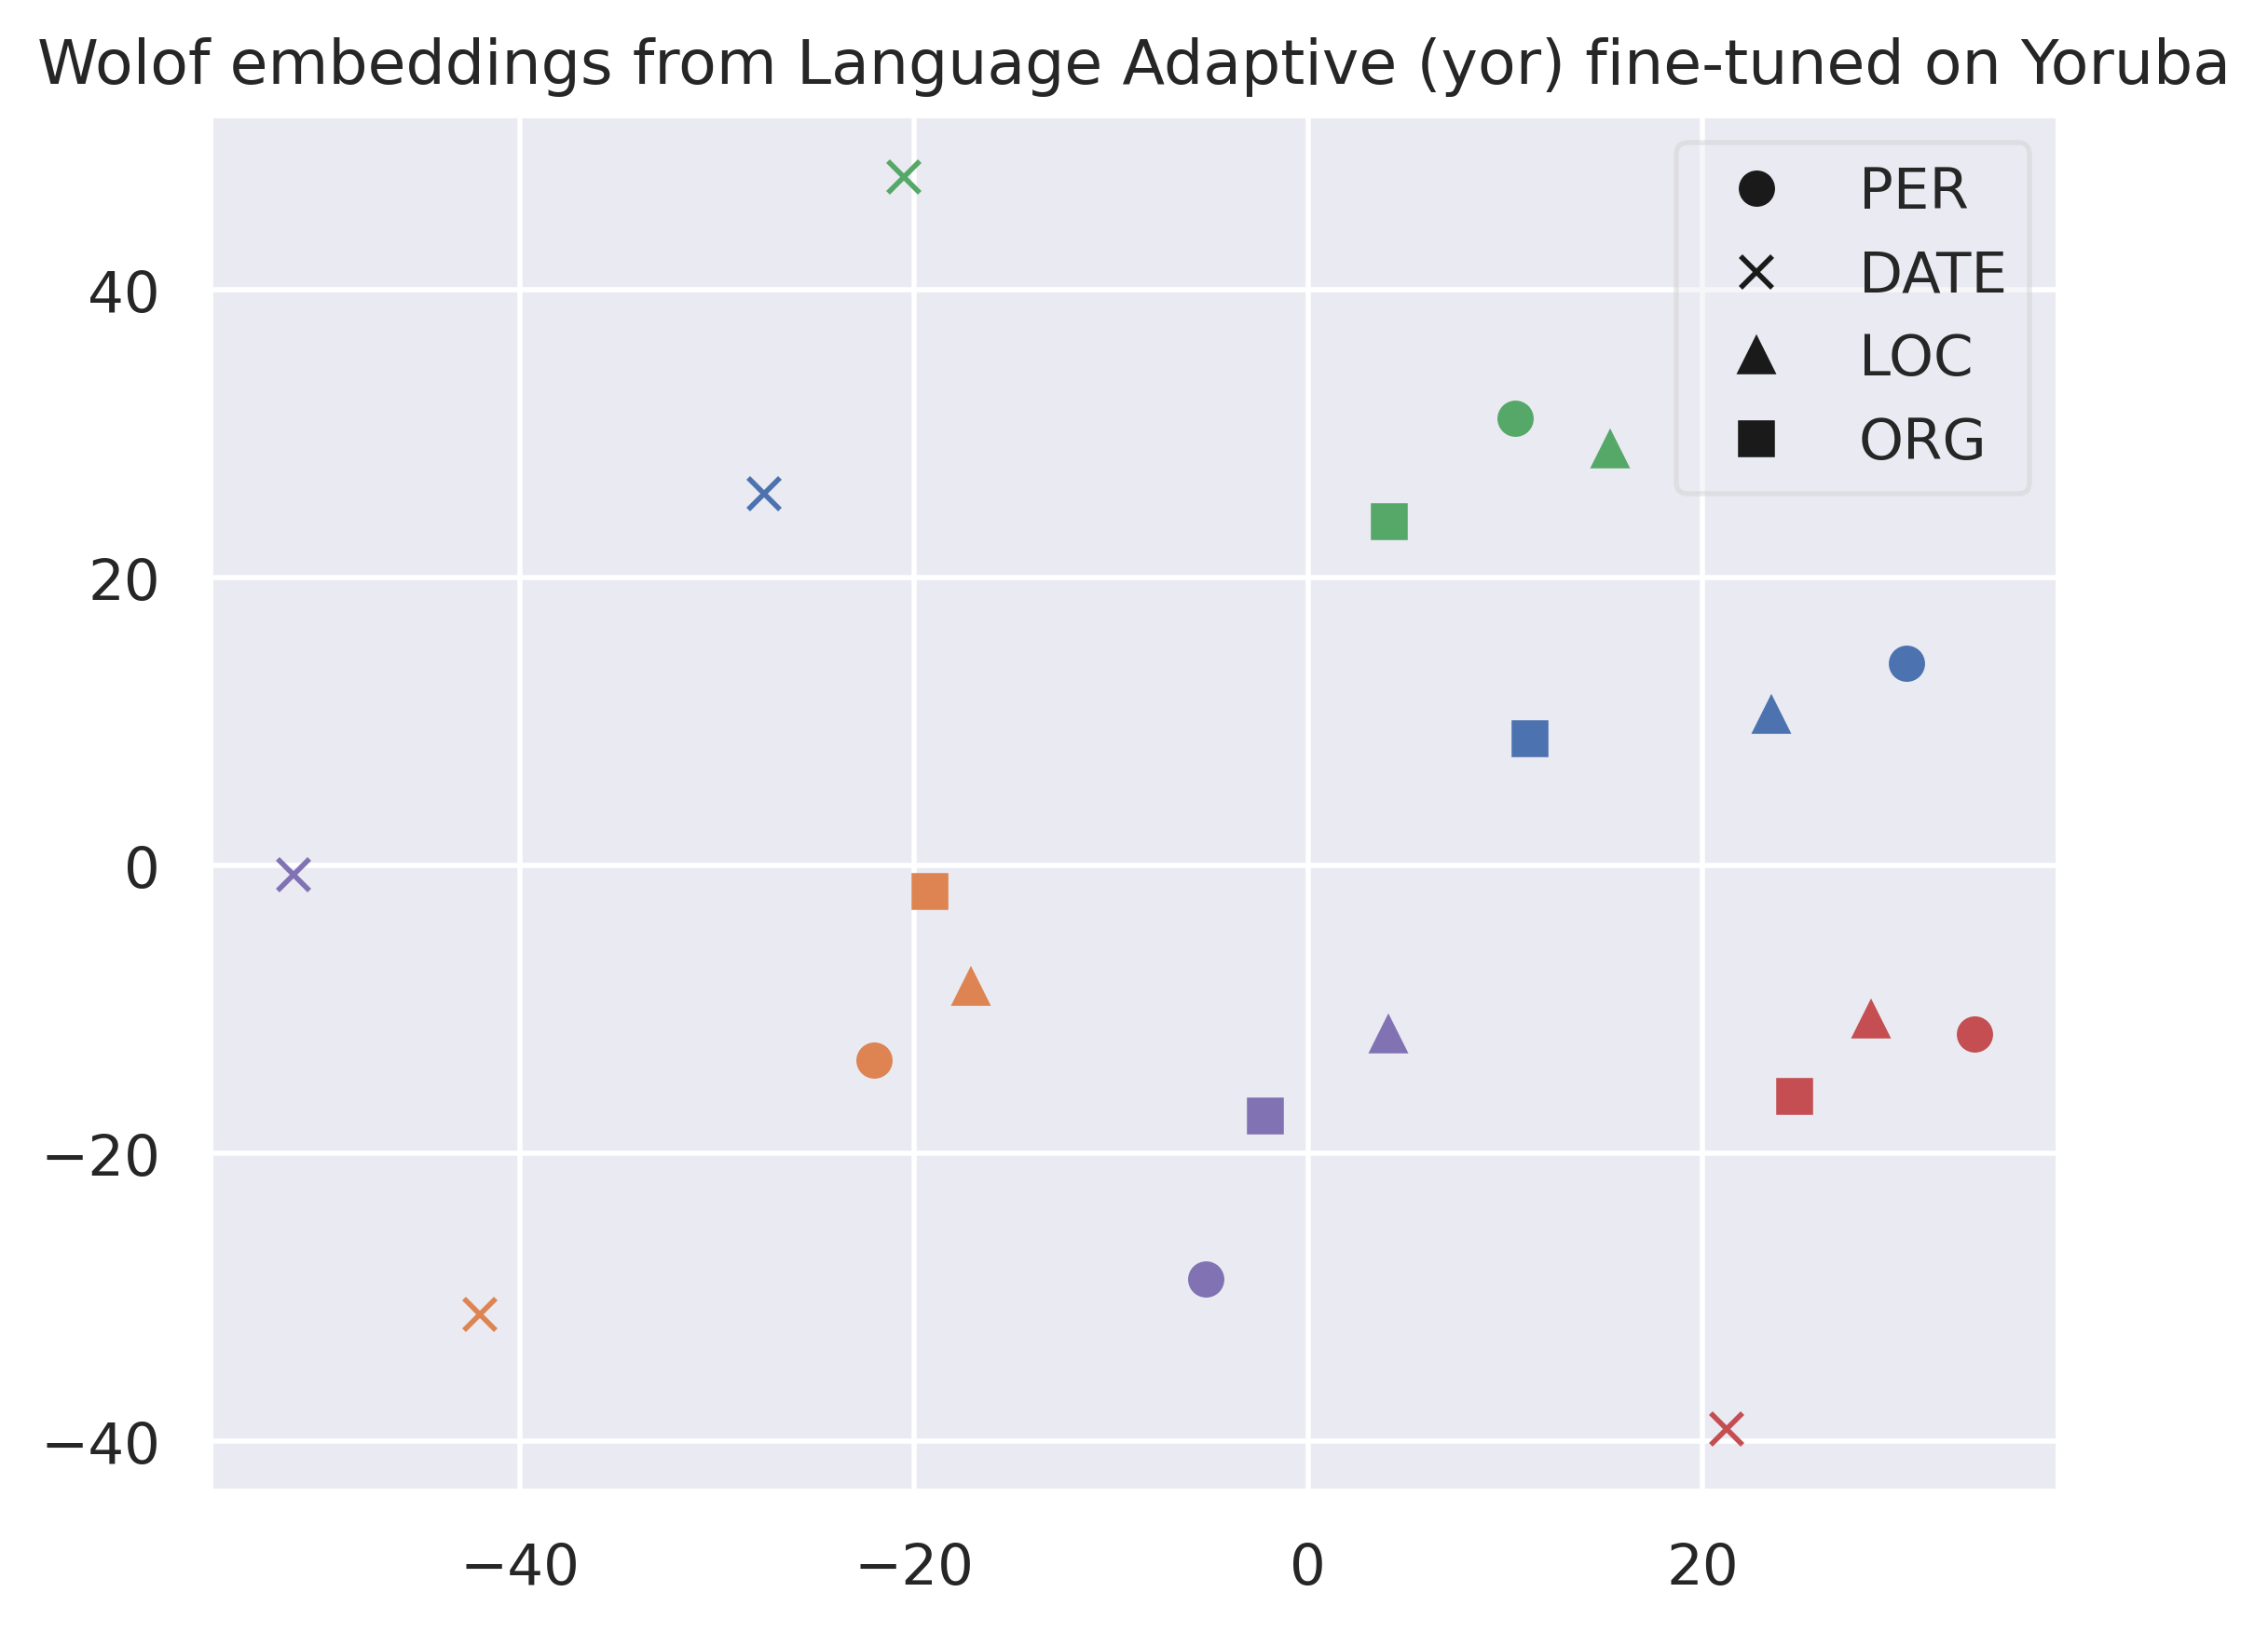 Wolof embeddings from Language Adaptive (yor) fine-tuned on Yoruba
PER
DATE
LOC
ORG
40
20
0
−20
−40
−40 −20 0 20